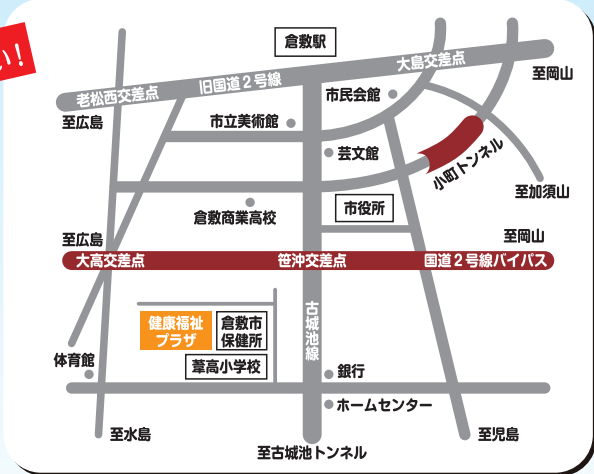 い!
倉敷駅
大島交差点
至岡山
旧国道2号線
老松西交差点
市民会館
至広島
市立美術館
芸文館
小町トンネル
至加須山
市役所
倉敷商業高校
至広島
至岡山
大高交差点
笹沖交差点
国道2号線バイパス
古城池線
健康福祉
プラザ
倉敷市
保健所
葦高小学校
体育館
銀行
ホームセンター
至水島
至児島
至古城池トンネル